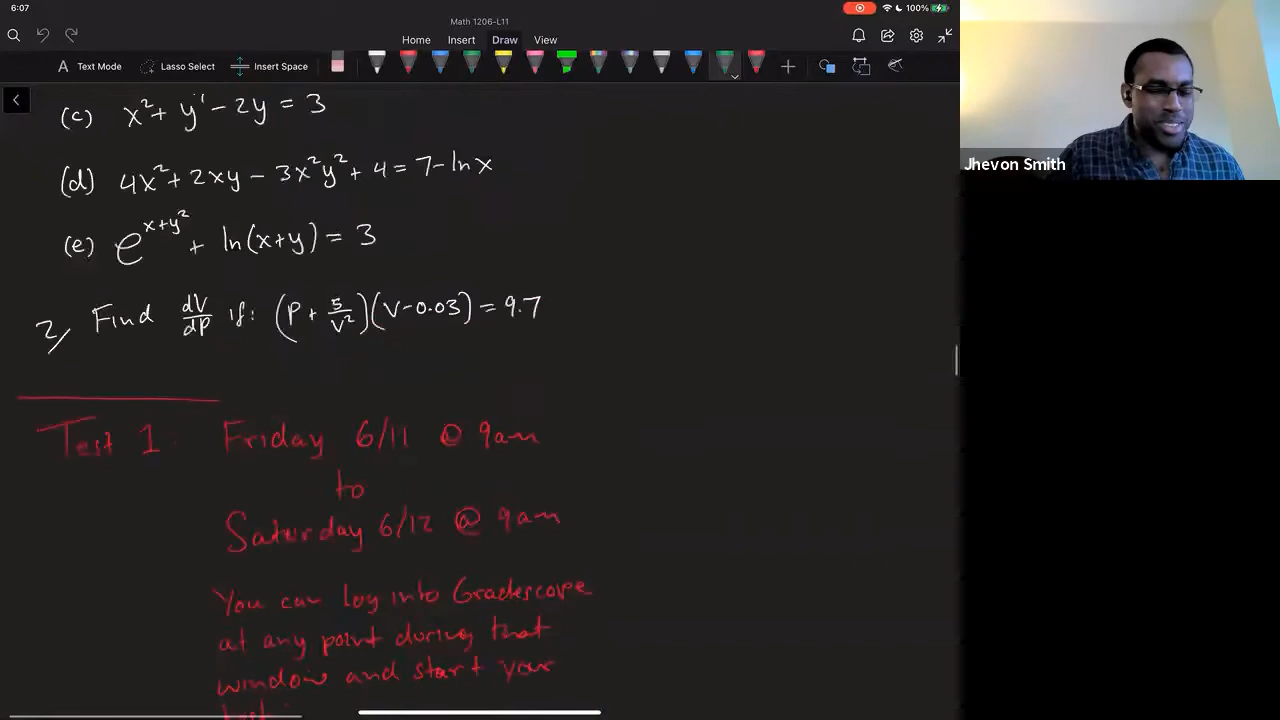 6:07
100%
Math 1206-L11
Home Insert Draw View
Text Mode Lasso Select Insert Space
(c) x² + y⁴ - 2y = 3
(d) 4x² + 2xy - 3x²y² + 4 = 7 - ln x
(e) e^(x+y²) + ln(x+y) = 3
2/ Find dV/dP if: (P + 5/V²)(V - 0.03) = 9.7
Test 1. Friday 6/11 @ 9am
to
Saturday 6/12 @ 9am
You can log into Gradescope
at any point during that
window and start your
Jhevon Smith